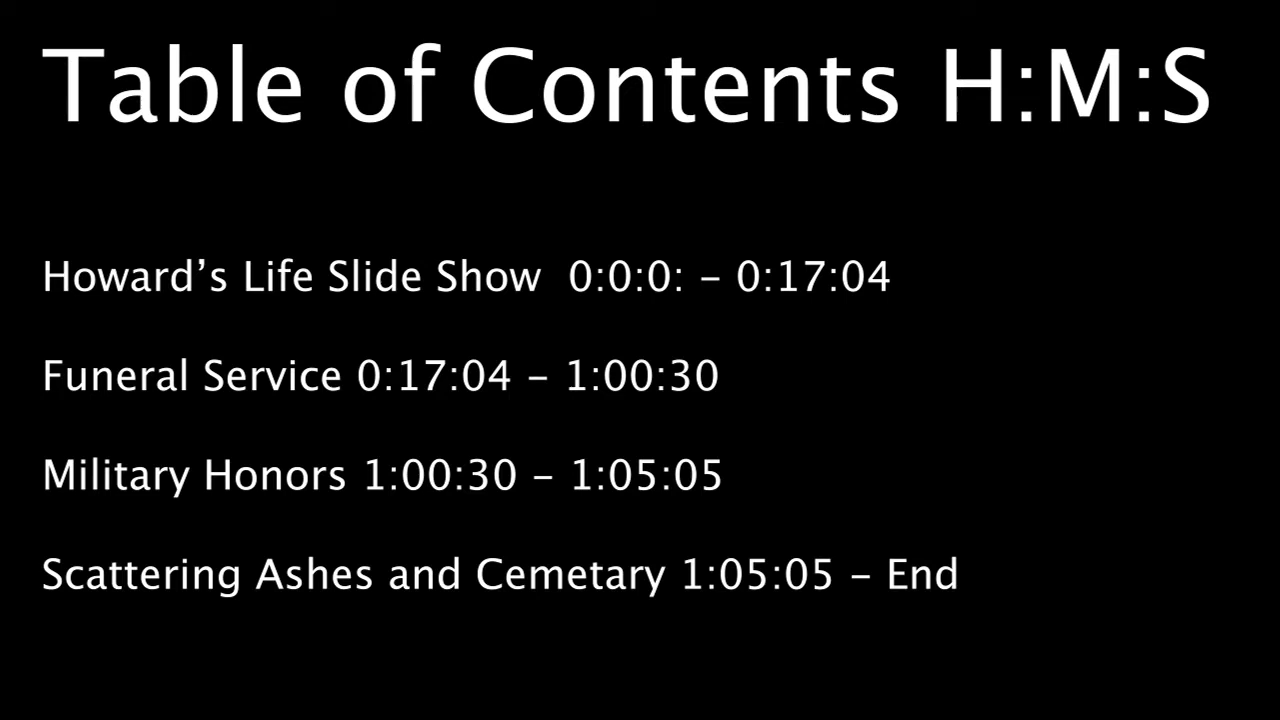 Table of Contents H:M:S
Howard’s Life Slide Show  0:0:0: – 0:17:04
Funeral Service 0:17:04 – 1:00:30
Military Honors 1:00:30 – 1:05:05
Scattering Ashes and Cemetary 1:05:05 – End